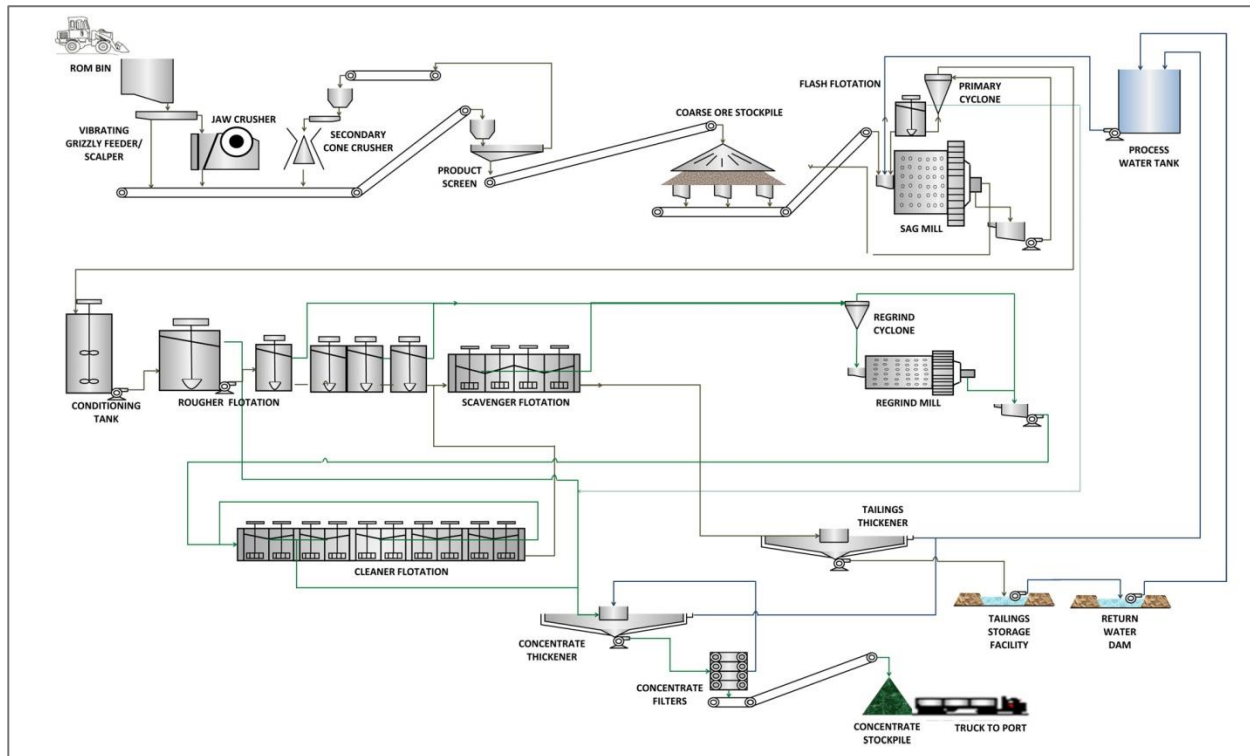 ROM BIN
VIBRATING
GRIZZLY FEEDER/
SCALPER
JAW CRUSHER
SECONDARY
CONE CRUSHER
PRODUCT
SCREEN
COARSE ORE STOCKPILE
FLASH FLOTATION
PRIMARY
CYCLONE
SAG MILL
PROCESS
WATER TANK
CONDITIONING
TANK
ROUGHER FLOTATION
SCAVENGER FLOTATION
REGRIND
CYCLONE
REGRIND MILL
CLEANER FLOTATION
TAILINGS
THICKENER
CONCENTRATE
THICKENER
TAILINGS
STORAGE
FACILITY
RETURN
WATER
DAM
CONCENTRATE
FILTERS
CONCENTRATE
STOCKPILE
TRUCK TO PORT